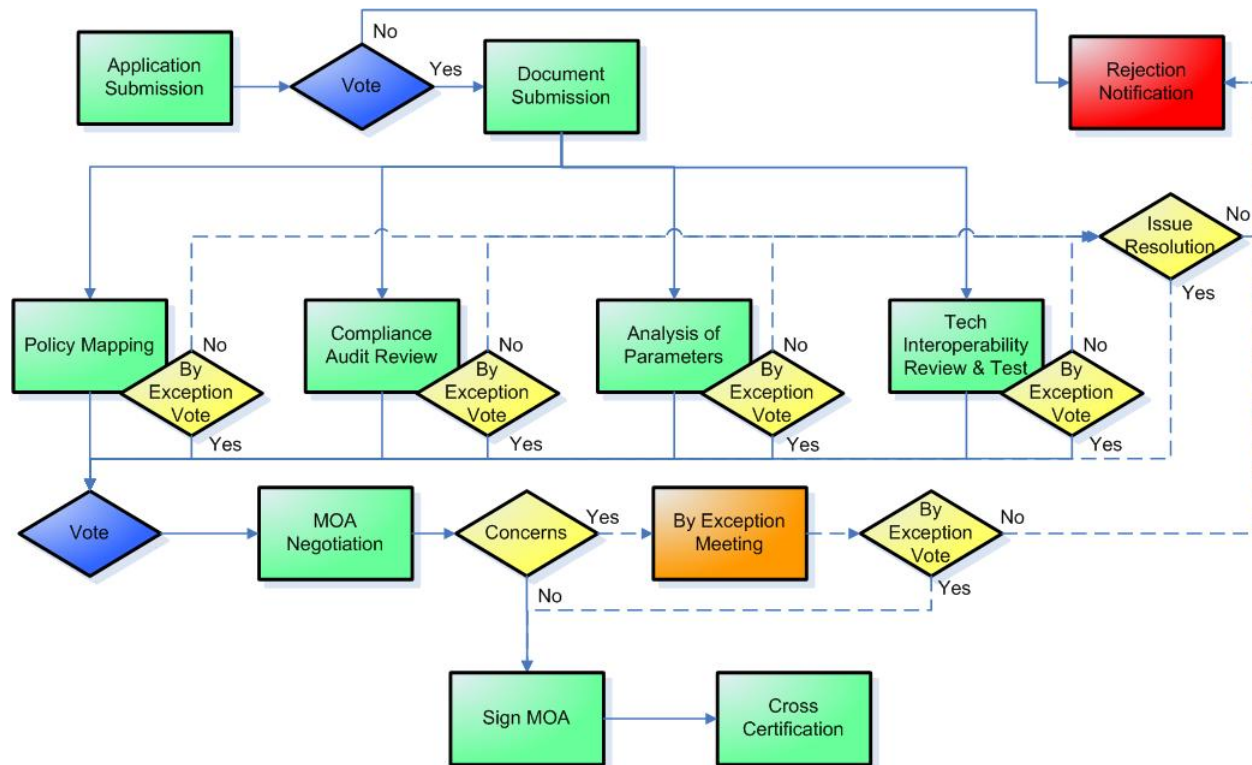 No
Application
Submission
Vote
Yes
Document
Submission
Rejection
Notification
Issue
Resolution
No
Yes
Policy Mapping
No
By
Exception
Vote
Yes
Compliance
Audit Review
No
By
Exception
Vote
Yes
Analysis of
Parameters
No
By
Exception
Vote
Yes
Tech
Interoperability
Review & Test
No
By
Exception
Vote
Yes
Vote
MOA
Negotiation
Concerns
Yes
No
By Exception
Meeting
By
Exception
Vote
No
Yes
Sign MOA
Cross
Certification